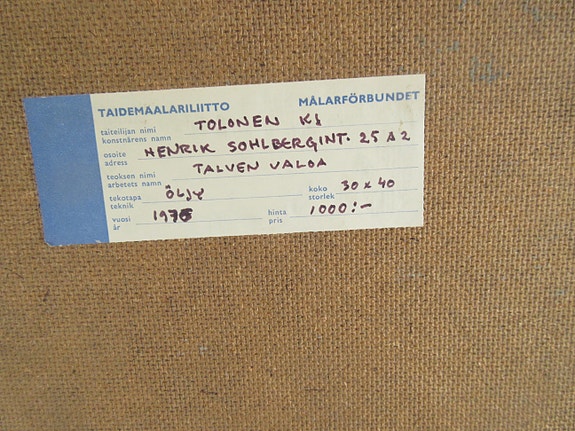 TAIDEMAALARILIITTO MÅLARFÖRBUNDET
taiteilijan nimi
konstnärens namn TOLONEN
osoite
adress HENRIK SOHLBERGINT. 25 A 2
teoksen nimi
arbetets namn TALVEN VALOA
tekotapa
teknik ÖLJY
koko
storlek 30 x 40
vuosi
år
hinta
pris 1000:-